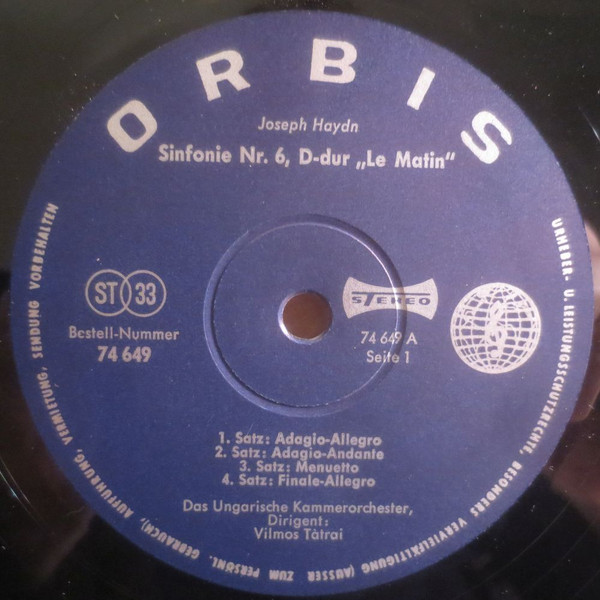 ORBIS
Joseph Haydn
Sinfonie Nr. 6, D-dur „Le Matin“
ST 33
Bestell-Nummer
74 649
STEREO
74 649 A
Seite 1
1. Satz: Adagio-Allegro
2. Satz: Adagio-Andante
3. Satz: Menuetto
4. Satz: Finale-Allegro
Das Ungarische Kammerorchester,
Dirigent:
Vilmos Tàtrai
URHEBER- U. LEISTUNGSSCHUTZRECHTE, BESONDERS VERVIELFÄLTIGUNG (AUSSER ZUM PERSÖNL. GEBRAUCH), AUFFÜHRUNG, VERMIETUNG, SENDUNG VORBEHALTEN